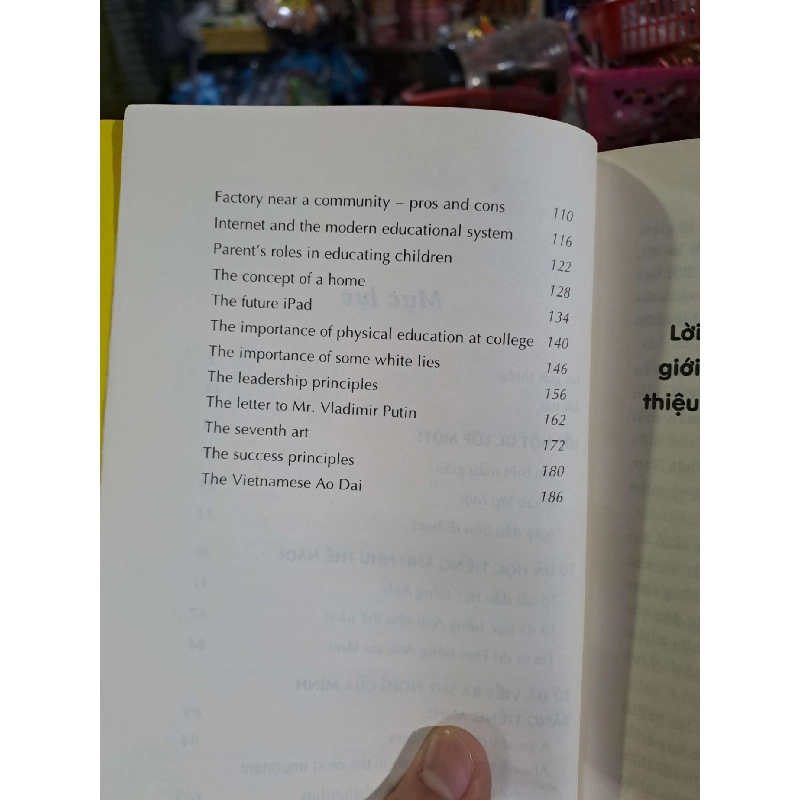 Factory near a community – pros and cons 110
Internet and the modern educational system 116
Parent's roles in educating children 122
The concept of a home 128
The future iPad 134
The importance of physical education at college 140
The importance of some white lies 146
The leadership principles 156
The letter to Mr. Vladimir Putin 162
The seventh art 172
The success principles 180
The Vietnamese Ao Dai 186
Lời
giới
thiệu